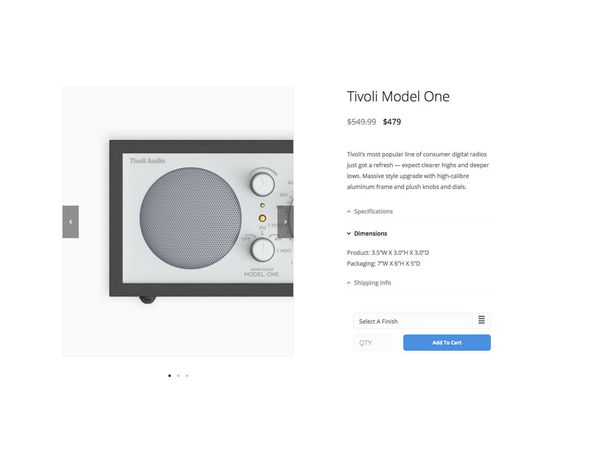 Tivoli Model One
$549.99 $479
Tivoli's most popular line of consumer digital radios
just got a refresh — expect clearer highs and deeper
lows. Massive style upgrade with high-calibre
aluminum frame and plush knobs and dials.
Specifications
Dimensions
Product: 3.5"W X 3.0"H X 3.0"D
Packaging: 7"W X 6"H X 5"D
Shipping Info
Select A Finish
QTY Add To Cart
Tivoli Audio
FM
OFF
HENRY KLOSS
MODEL ONE